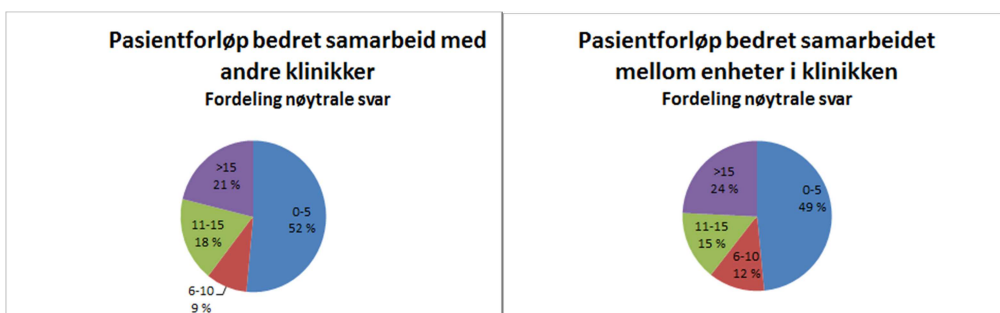 Pasientforløp bedret samarbeid med
andre klinikker
Fordeling nøytrale svar
>15
21 %
0-5
52 %
11-15
18 %
6-10
9 %
Pasientforløp bedret samarbeidet
mellom enheter i klinikken
Fordeling nøytrale svar
>15
24 %
0-5
49 %
11-15
15 %
6-10
12 %